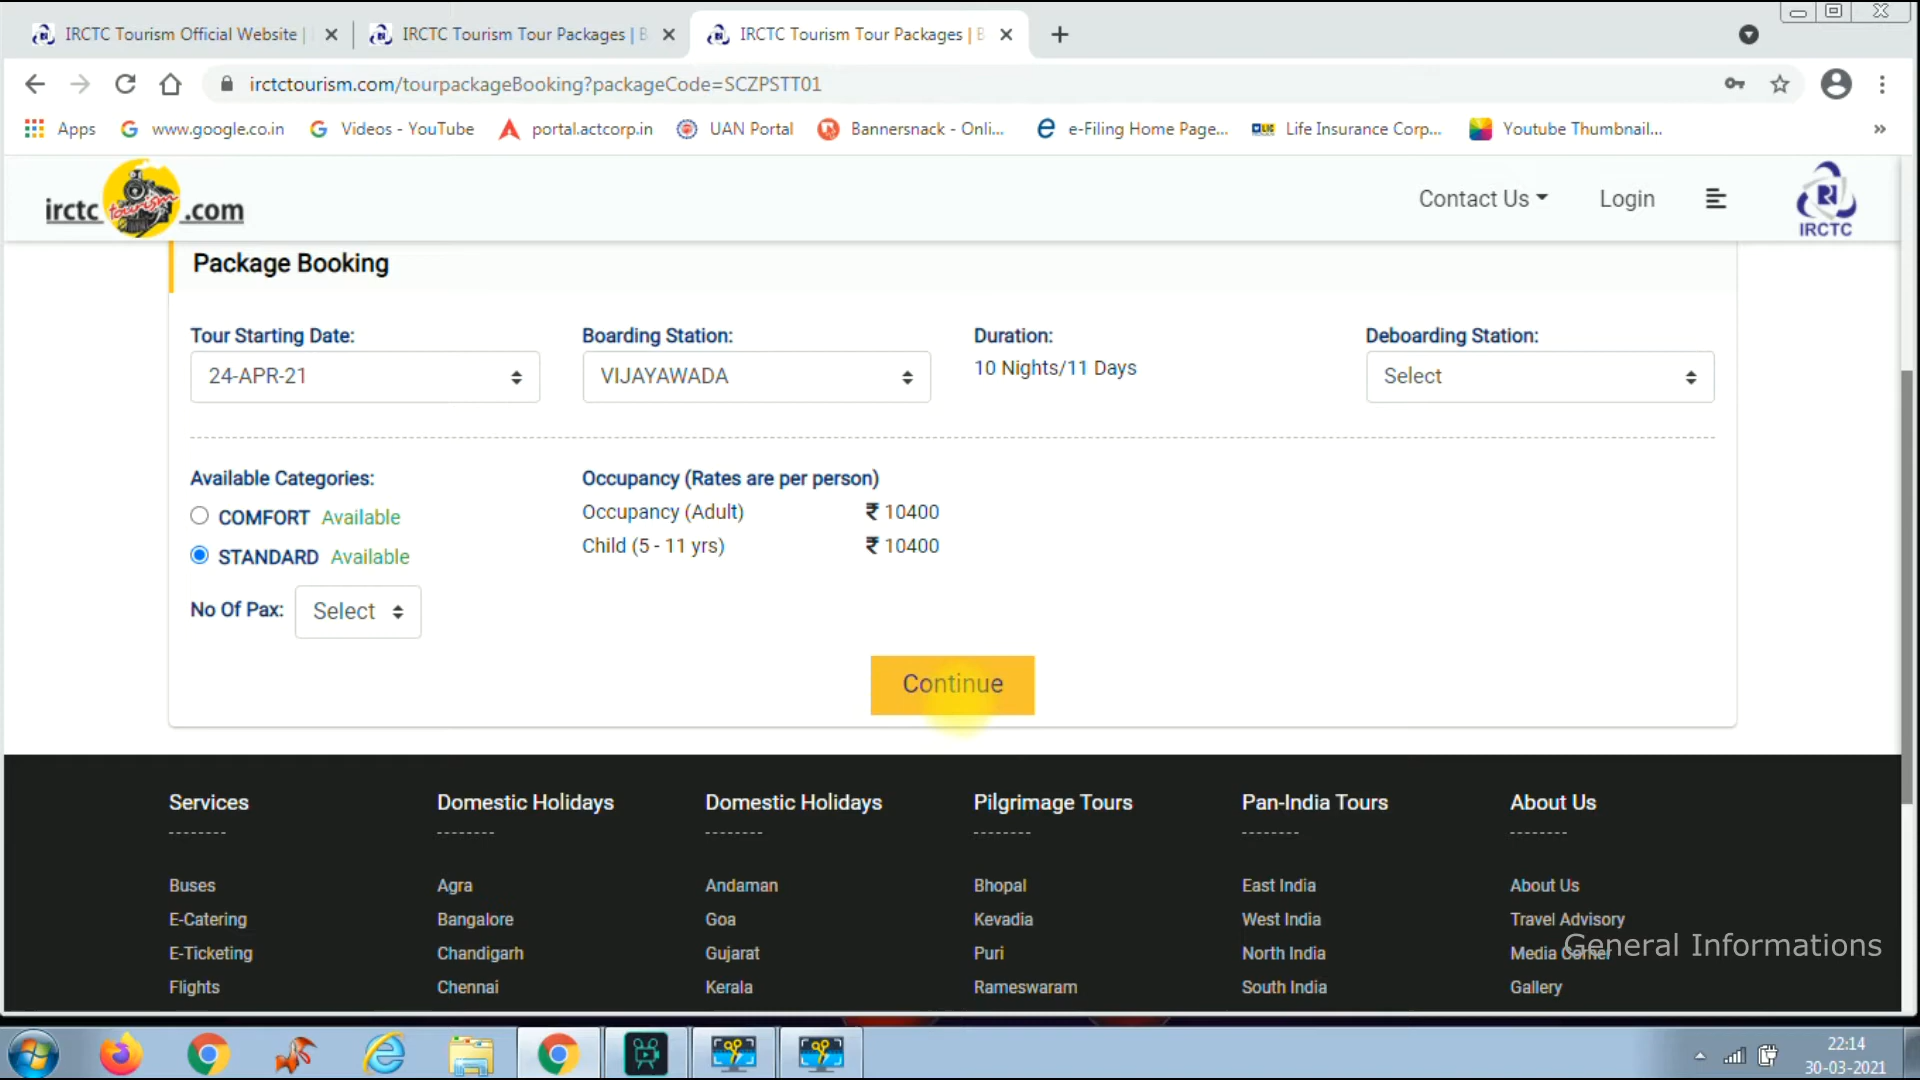 IRCTC Tourism Official Website |
IRCTC Tourism Tour Packages | B
IRCTC Tourism Tour Packages | B
irctctourism.com/tourpackageBooking?packageCode=SCZPSTT01
Apps
www.google.co.in
Videos - YouTube
portal.actcorp.in
UAN Portal
Bannersnack - Onli...
e-Filing Home Page...
Life Insurance Corp...
Youtube Thumbnail...
»
irctc tourism .com
Contact Us
Login
IRCTC
Package Booking
Tour Starting Date:
Boarding Station:
Duration:
Deboarding Station:
24-APR-21
VIJAYAWADA
10 Nights/11 Days
Select
Available Categories:
Occupancy (Rates are per person)
COMFORT Available
Occupancy (Adult) ₹ 10400
STANDARD Available
Child (5 - 11 yrs) ₹ 10400
No Of Pax: Select
Continue
Services
Domestic Holidays
Domestic Holidays
Pilgrimage Tours
Pan-India Tours
About Us
Buses
Agra
Andaman
Bhopal
East India
About Us
E-Catering
Bangalore
Goa
Kevadia
West India
Travel Advisory
E-Ticketing
Chandigarh
Gujarat
Puri
North India
Media Corner
General Informations
Flights
Chennai
Kerala
Rameswaram
South India
Gallery
22:14
30-03-2021